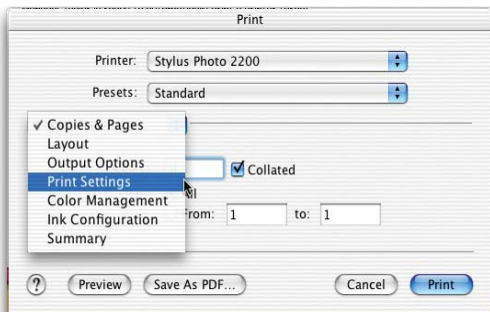 Print
Printer: Stylus Photo 2200
Presets: Standard
✓ Copies & Pages
Layout
Output Options
Collated
Print Settings
Color Management
From: 1 to: 1
Ink Configuration
Summary
? Preview Save As PDF... Cancel Print